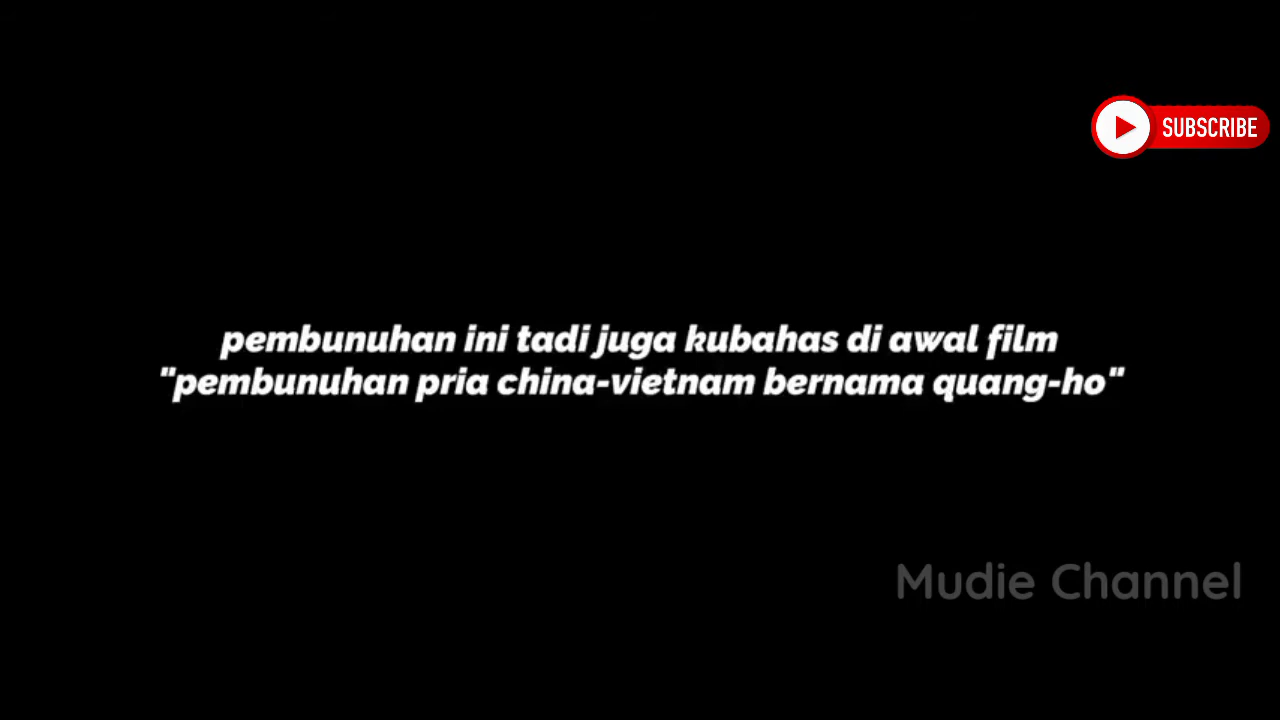 SUBSCRIBE
pembunuhan ini tadi juga kubahas di awal film
"pembunuhan pria china-vietnam bernama quang-ho"
Mudie Channel